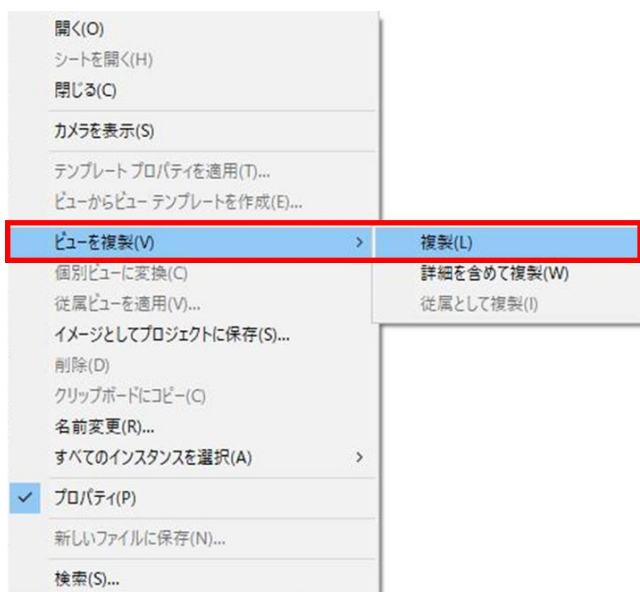 開く(O)
シートを開く(H)
閉じる(C)
カメラを表示(S)
テンプレート プロパティを適用(T)...
ビューからビュー テンプレートを作成(E)...
ビューを複製(V)
複製(L)
個別ビューに変換(C)
詳細を含めて複製(W)
従属ビューを適用(V)...
従属として複製(I)
イメージとしてプロジェクトに保存(S)...
削除(D)
クリップボードにコピー(C)
名前変更(R)...
すべてのインスタンスを選択(A)
プロパティ(P)
新しいファイルに保存(N)...
検索(S)...